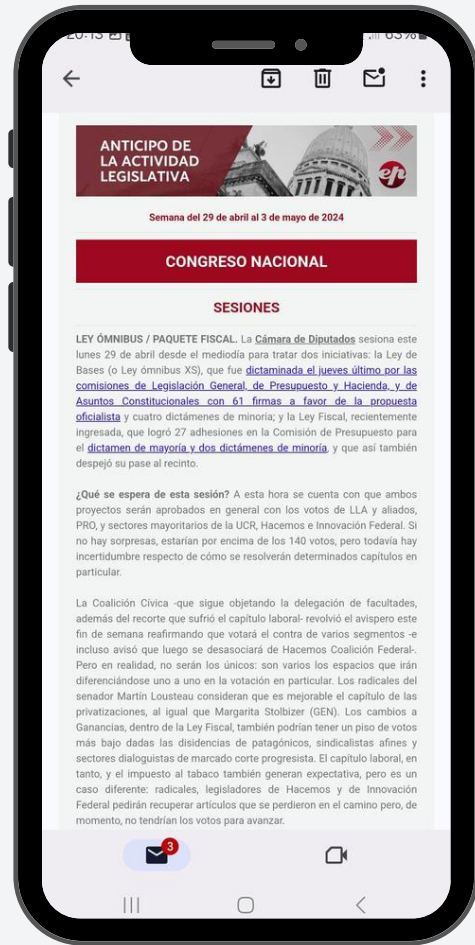 20:13
63%
ANTICIPO DE
LA ACTIVIDAD
LEGISLATIVA
ep
Semana del 29 de abril al 3 de mayo de 2024
CONGRESO NACIONAL
SESIONES
LEY ÓMNIBUS / PAQUETE FISCAL. La Cámara de Diputados sesiona este
lunes 29 de abril desde el mediodía para tratar dos iniciativas: la Ley de
Bases (o Ley ómnibus XS), que fue dictaminada el jueves último por las
comisiones de Legislación General, de Presupuesto y Hacienda, y de
Asuntos Constitucionales con 61 firmas a favor de la propuesta
oficialista y cuatro dictámenes de minoría; y la Ley Fiscal, recientemente
ingresada, que logró 27 adhesiones en la Comisión de Presupuesto para
el dictamen de mayoría y dos dictámenes de minoría, y que así también
despejó su pase al recinto.
¿Qué se espera de esta sesión? A esta hora se cuenta con que ambos
proyectos serán aprobados en general con los votos de LLA y aliados,
PRO, y sectores mayoritarios de la UCR, Hacemos e Innovación Federal. Si
no hay sorpresas, estarían por encima de los 140 votos, pero todavía hay
incertidumbre respecto de cómo se resolverán determinados capítulos en
particular.
La Coalición Cívica -que sigue objetando la delegación de facultades,
además del recorte que sufrió el capítulo laboral- revolvió el avispero este
fin de semana reafirmando que votará el contra de varios segmentos -e
incluso avisó que luego se desasociará de Hacemos Coalición Federal-.
Pero en realidad, no serán los únicos: son varios los espacios que irán
diferenciándose uno a uno en la votación en particular. Los radicales del
senador Martín Lousteau consideran que es mejorable el capítulo de las
privatizaciones, al igual que Margarita Stolbizer (GEN). Los cambios a
Ganancias, dentro de la Ley Fiscal, también podrían tener un piso de votos
más bajo dadas las disidencias de patagónicos, sindicalistas afines y
sectores dialoguistas de marcado corte progresista. El capítulo laboral, en
tanto, y el impuesto al tabaco también generan expectativa, pero es un
caso diferente: radicales, legisladores de Hacemos y de Innovación
Federal pedirán recuperar artículos que se perdieron en el camino pero, de
momento, no tendrían los votos para avanzar.
3